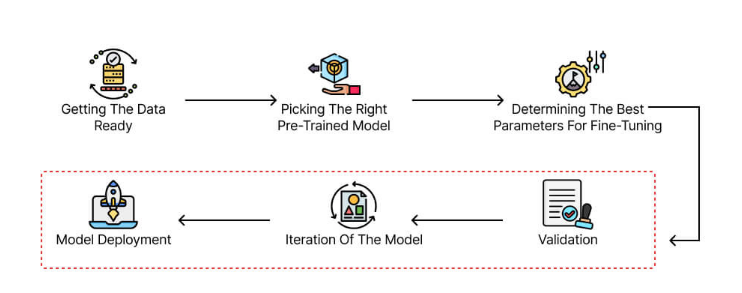 Getting The Data
Ready
Picking The Right
Pre-Trained Model
Determining The Best
Parameters For Fine-Tuning
Model Deployment
Iteration Of The Model
Validation